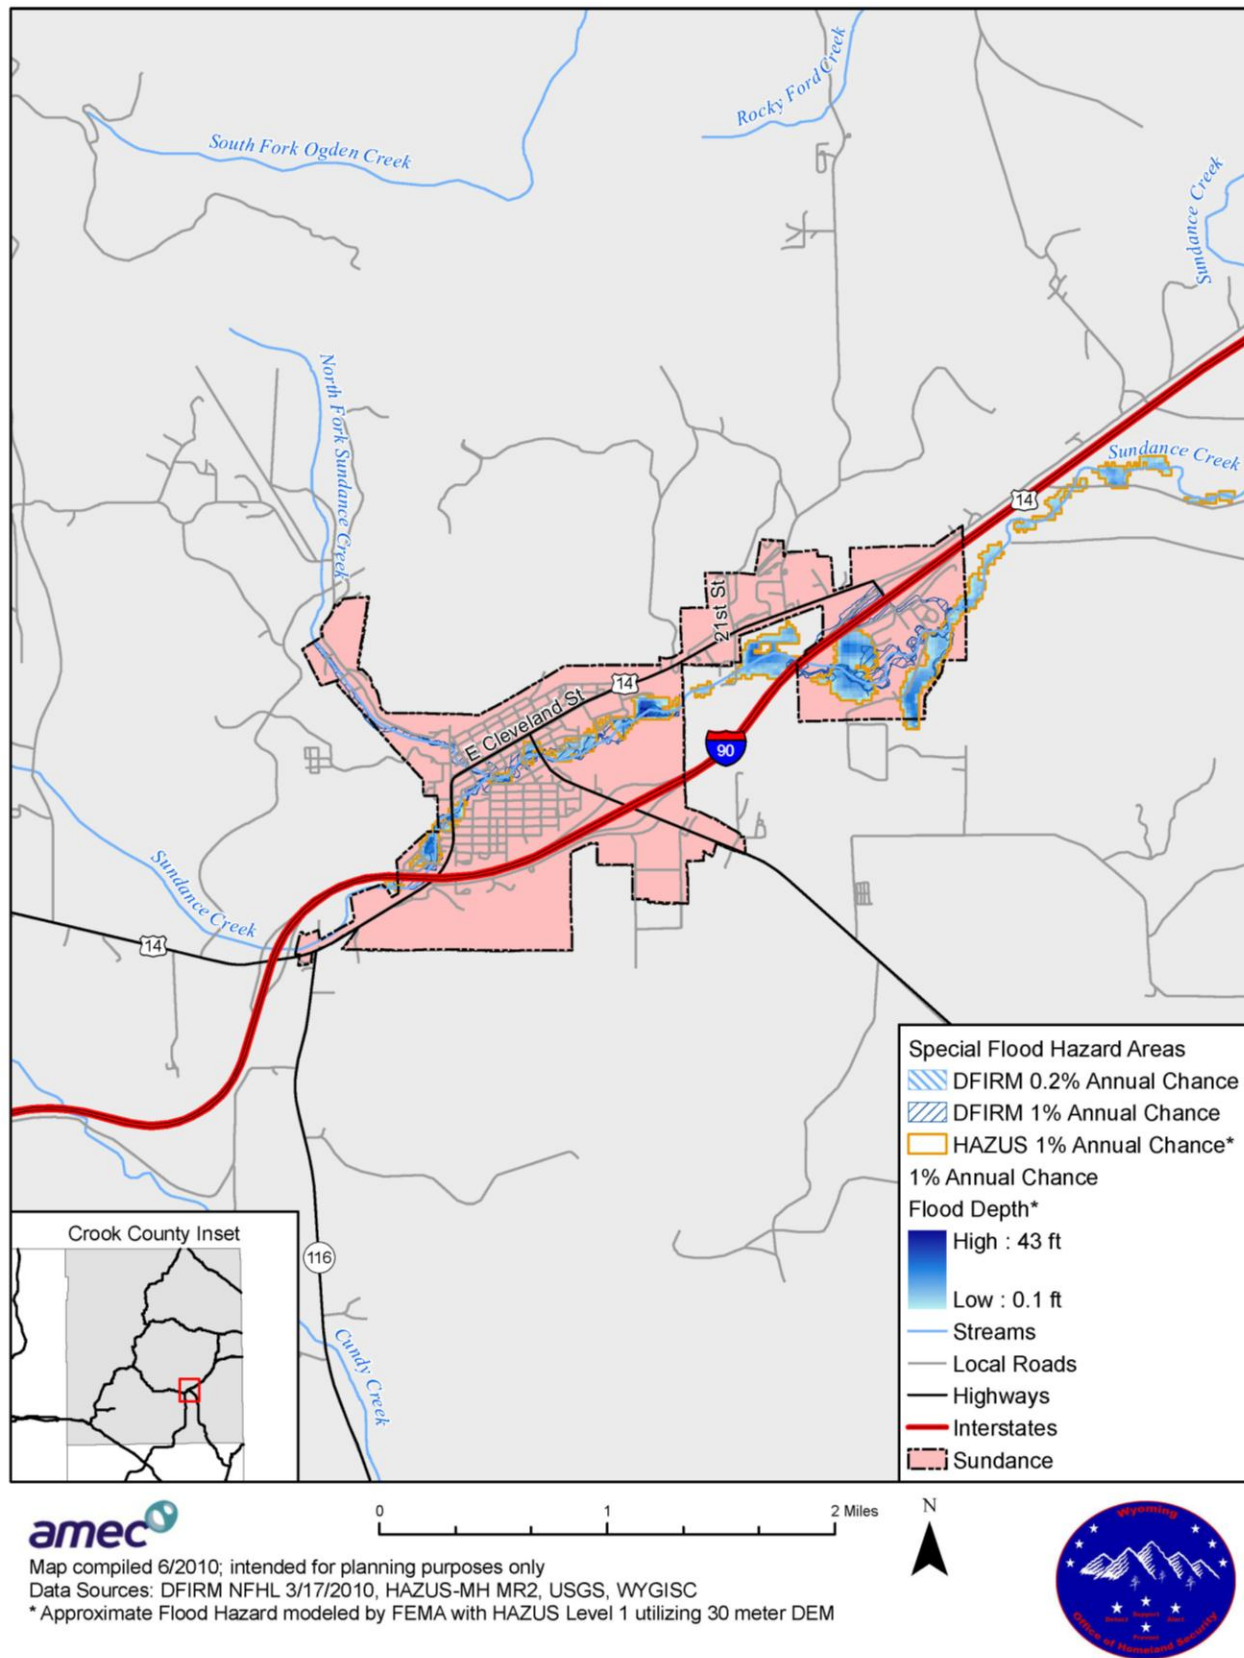 South Fork Ogden Creek
Rocky Ford Creek
Sundance Creek
North Fork Sundance Creek
Sundance Creek
14
21st St
14
E Cleveland St
90
Sundance Creek
14
116
Cundy Creek
Special Flood Hazard Areas
DFIRM 0.2% Annual Chance
DFIRM 1% Annual Chance
HAZUS 1% Annual Chance*
1% Annual Chance
Flood Depth*
High : 43 ft
Low : 0.1 ft
Streams
Local Roads
Highways
Interstates
Sundance
Crook County Inset
amec
0 1 2 Miles
N
Map compiled 6/2010; intended for planning purposes only
Data Sources: DFIRM NFHL 3/17/2010, HAZUS-MH MR2, USGS, WYGISC
* Approximate Flood Hazard modeled by FEMA with HAZUS Level 1 utilizing 30 meter DEM
Wyoming
Support
Prevent
Office of Homeland Security